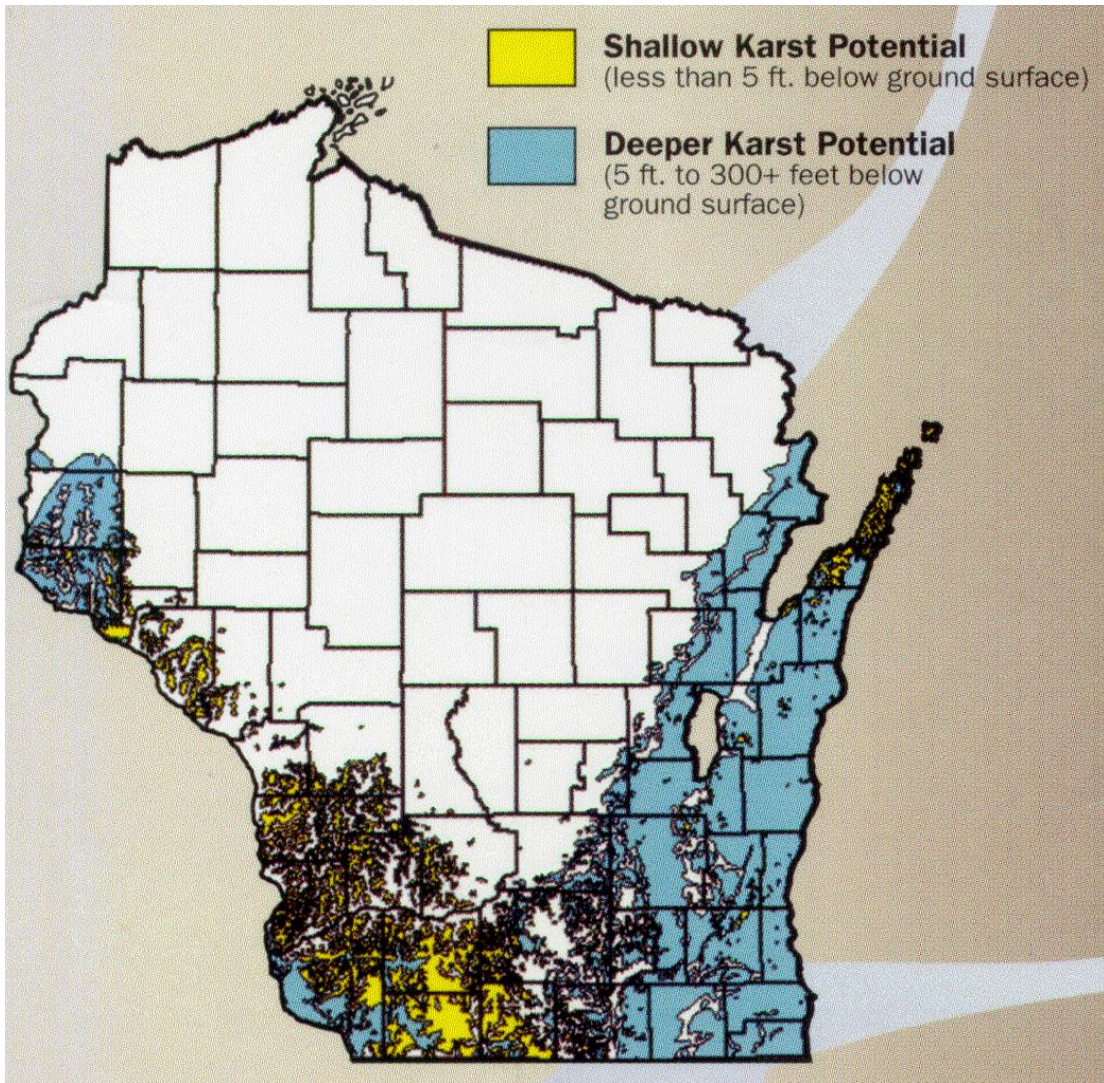 Shallow Karst Potential
(less than 5 ft. below ground surface)
Deeper Karst Potential
(5 ft. to 300+ feet below
ground surface)